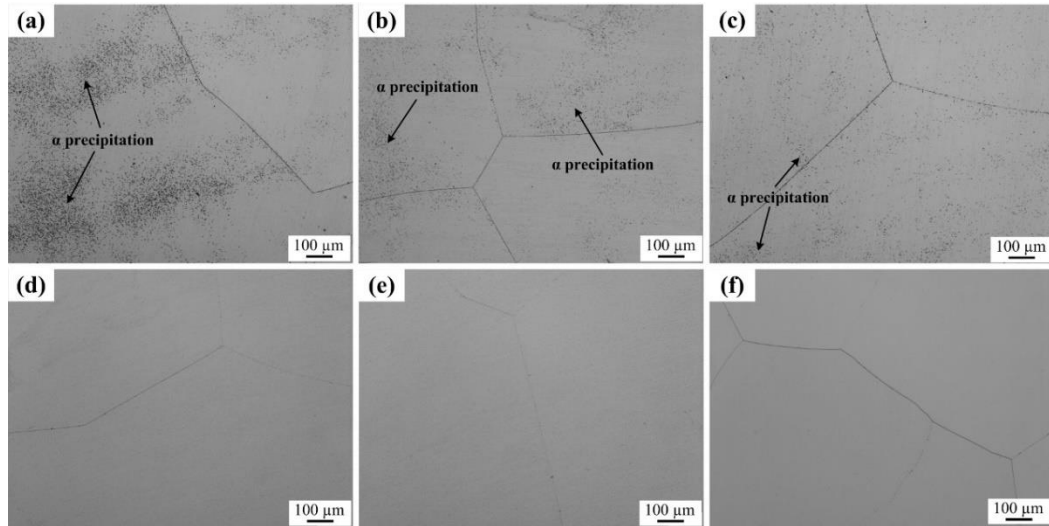 (a)
α precipitation
100 μm
(b)
α precipitation
α precipitation
100 μm
(c)
α precipitation
100 μm
(d)
100 μm
(e)
100 μm
(f)
100 μm